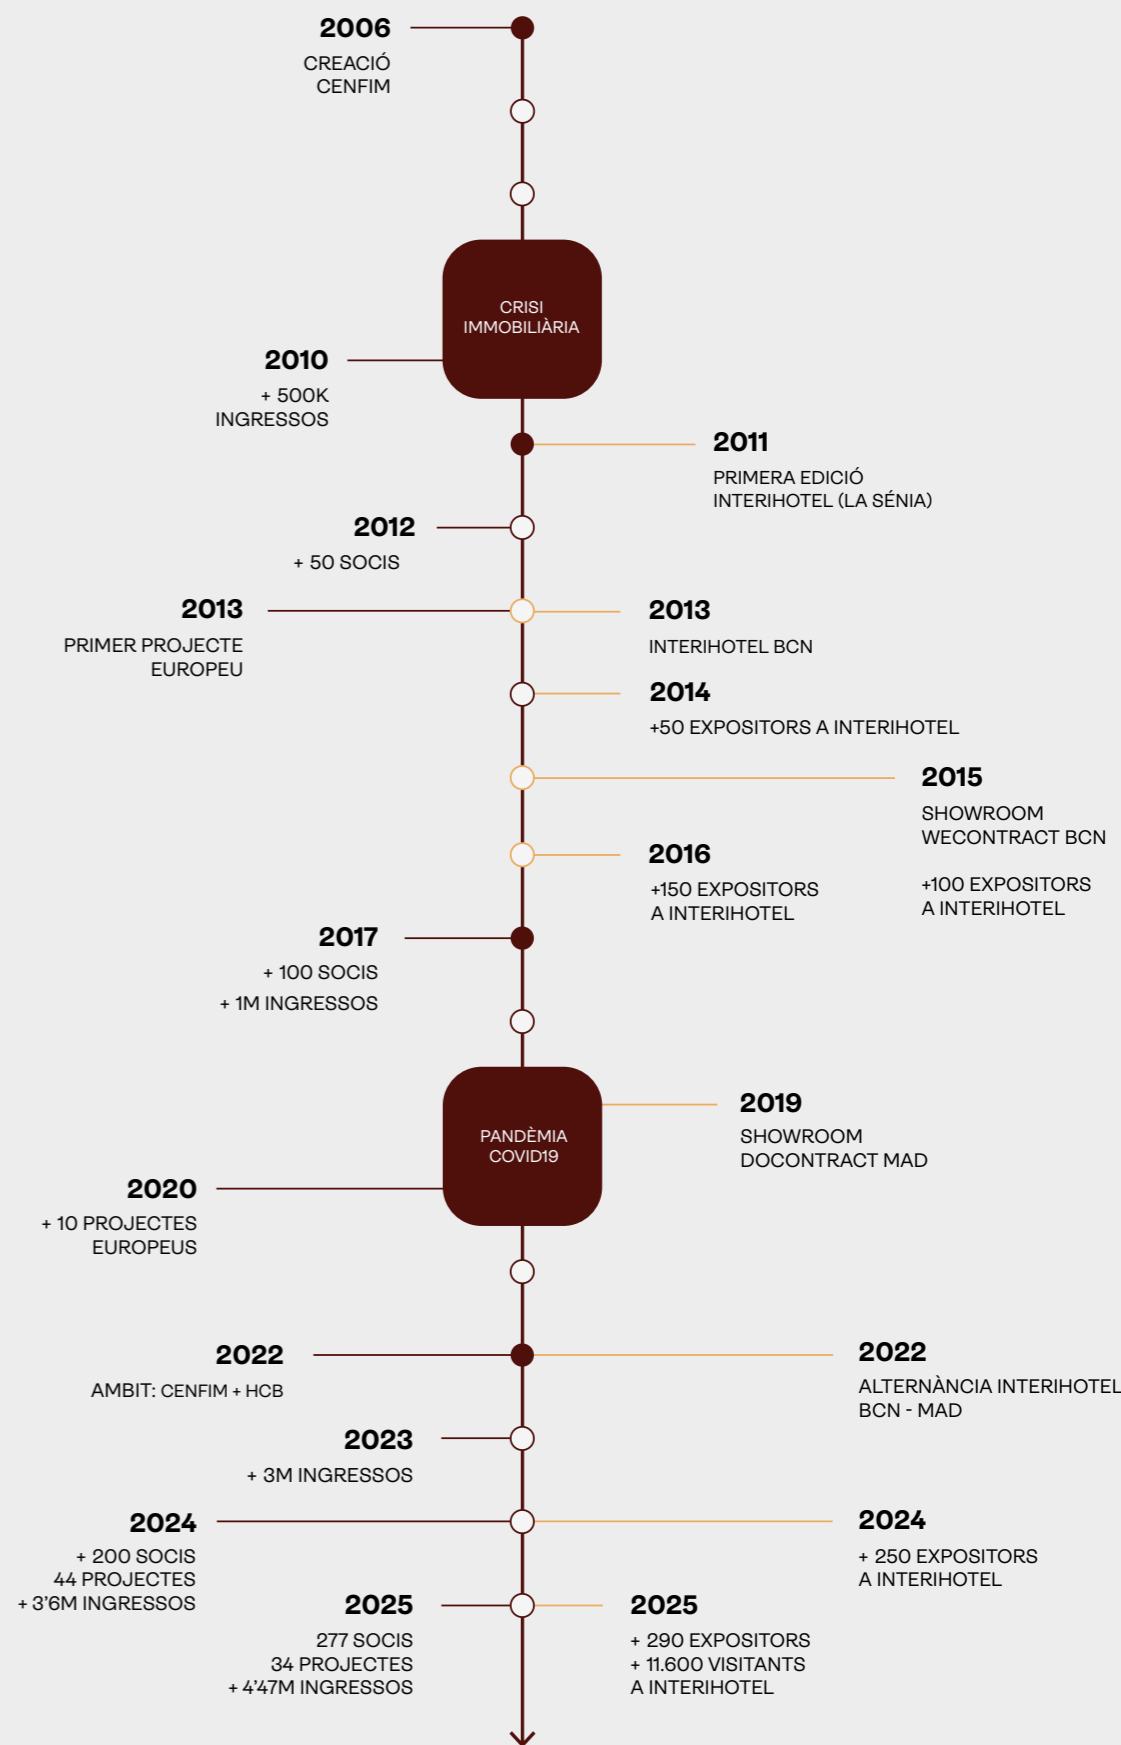 2006
CREACIÓ
CENFIM
CRISI
IMMOBILIÀRIA
2010
+ 500K
INGRESSOS
2011
PRIMERA EDICIÓ
INTERIHOTEL (LA SÉNIA)
2012
+ 50 SOCIS
2013
PRIMER PROJECTE
EUROPEU
2013
INTERIHOTEL BCN
2014
+50 EXPOSITORS A INTERIHOTEL
2015
SHOWROOM
WECONTRACT BCN
+100 EXPOSITORS
A INTERIHOTEL
2016
+150 EXPOSITORS
A INTERIHOTEL
2017
+ 100 SOCIS
+ 1M INGRESSOS
PANDÈMIA
COVID19
2019
SHOWROOM
DOCONTRACT MAD
2020
+ 10 PROJECTES
EUROPEUS
2022
AMBIT: CENFIM + HCB
2022
ALTERNÀNCIA INTERIHOTEL
BCN - MAD
2023
+ 3M INGRESSOS
2024
+ 200 SOCIS
44 PROJECTES
+ 3'6M INGRESSOS
2024
+ 250 EXPOSITORS
A INTERIHOTEL
2025
277 SOCIS
34 PROJECTES
+ 4'47M INGRESSOS
2025
+ 290 EXPOSITORS
+ 11.600 VISITANTS
A INTERIHOTEL